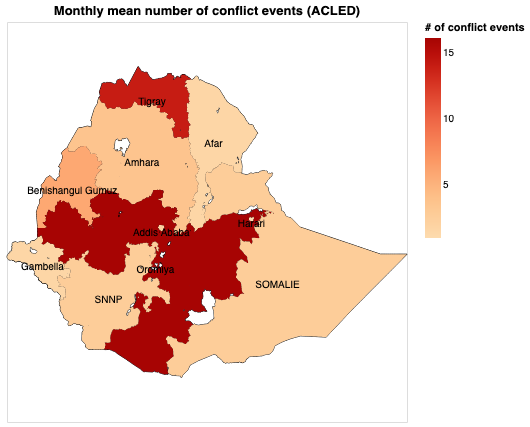 Monthly mean number of conflict events (ACLED)
# of conflict events
15
10
5
Tigray
Afar
Amhara
Benishangul Gumuz
Addis Ababa
Harari
Gambella
Oromiya
SOMALIE
SNNP